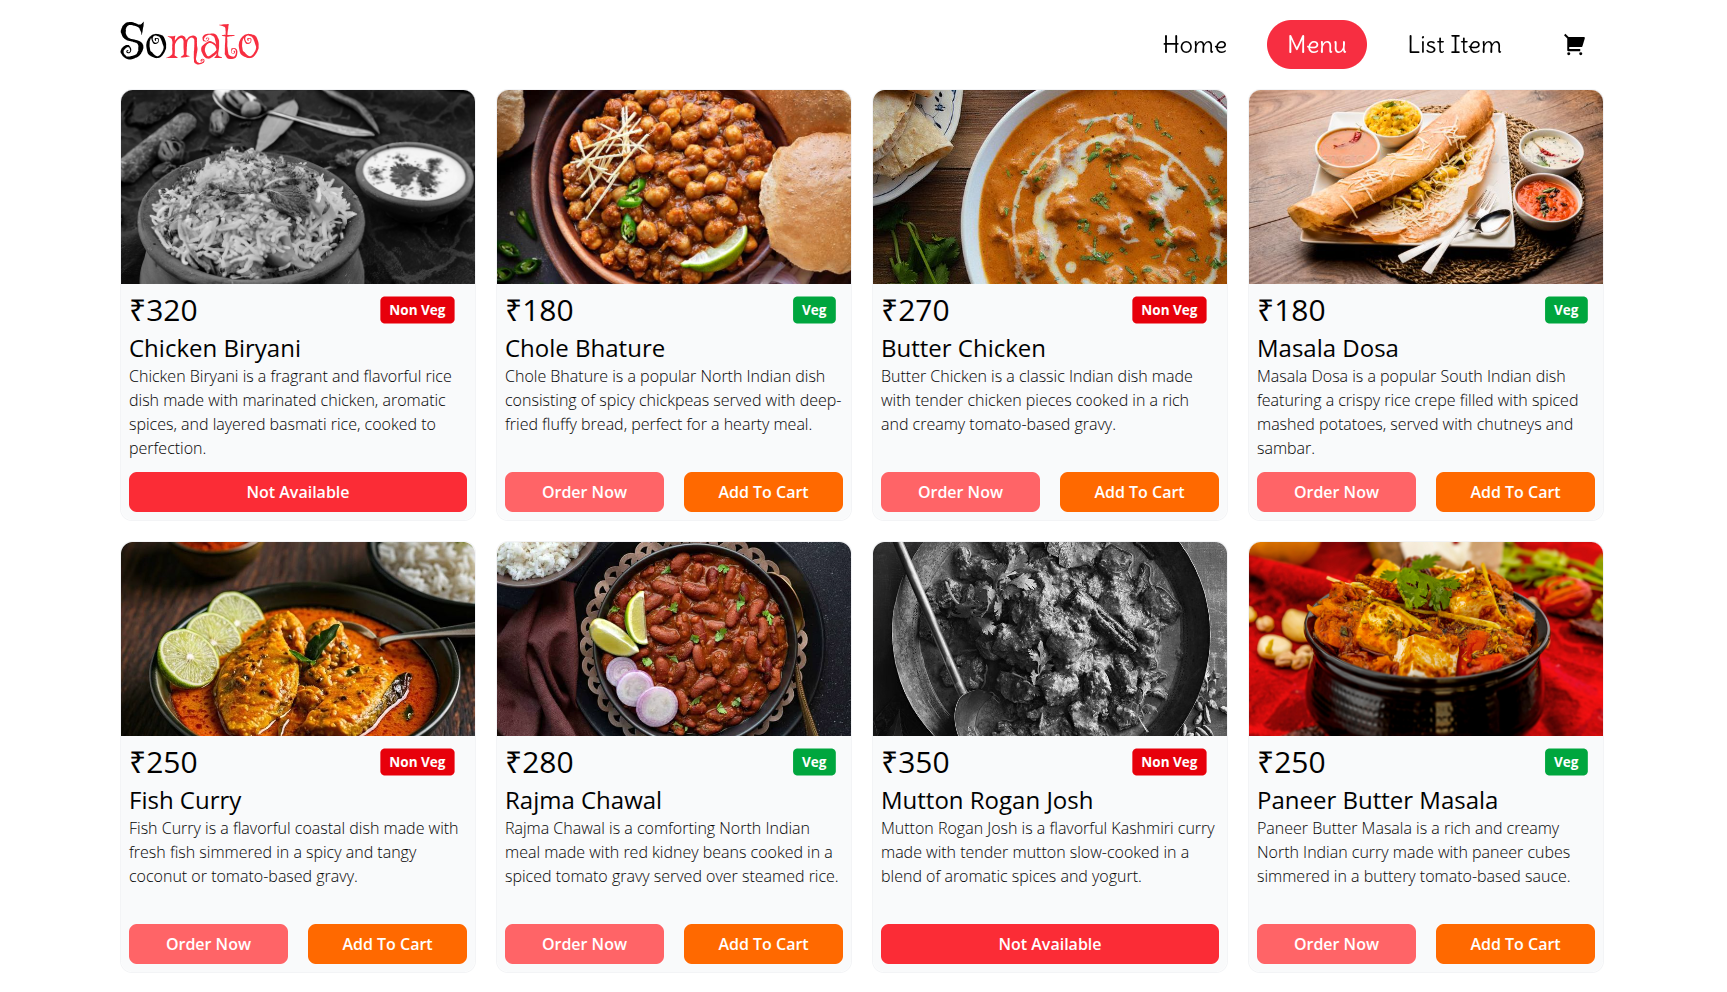 Somato
Home
Menu
List Item
₹320
Non Veg
Chicken Biryani
Chicken Biryani is a fragrant and flavorful rice
dish made with marinated chicken, aromatic
spices, and layered basmati rice, cooked to
perfection.
Not Available
₹180
Veg
Chole Bhature
Chole Bhature is a popular North Indian dish
consisting of spicy chickpeas served with deep-
fried fluffy bread, perfect for a hearty meal.
Order Now
Add To Cart
₹270
Non Veg
Butter Chicken
Butter Chicken is a classic Indian dish made
with tender chicken pieces cooked in a rich
and creamy tomato-based gravy.
Order Now
Add To Cart
₹180
Veg
Masala Dosa
Masala Dosa is a popular South Indian dish
featuring a crispy rice crepe filled with spiced
mashed potatoes, served with chutneys and
sambar.
Order Now
Add To Cart
₹250
Non Veg
Fish Curry
Fish Curry is a flavorful coastal dish made with
fresh fish simmered in a spicy and tangy
coconut or tomato-based gravy.
Order Now
Add To Cart
₹280
Veg
Rajma Chawal
Rajma Chawal is a comforting North Indian
meal made with red kidney beans cooked in a
spiced tomato gravy served over steamed rice.
Order Now
Add To Cart
₹350
Non Veg
Mutton Rogan Josh
Mutton Rogan Josh is a flavorful Kashmiri curry
made with tender mutton slow-cooked in a
blend of aromatic spices and yogurt.
Not Available
₹250
Veg
Paneer Butter Masala
Paneer Butter Masala is a rich and creamy
North Indian curry made with paneer cubes
simmered in a buttery tomato-based sauce.
Order Now
Add To Cart